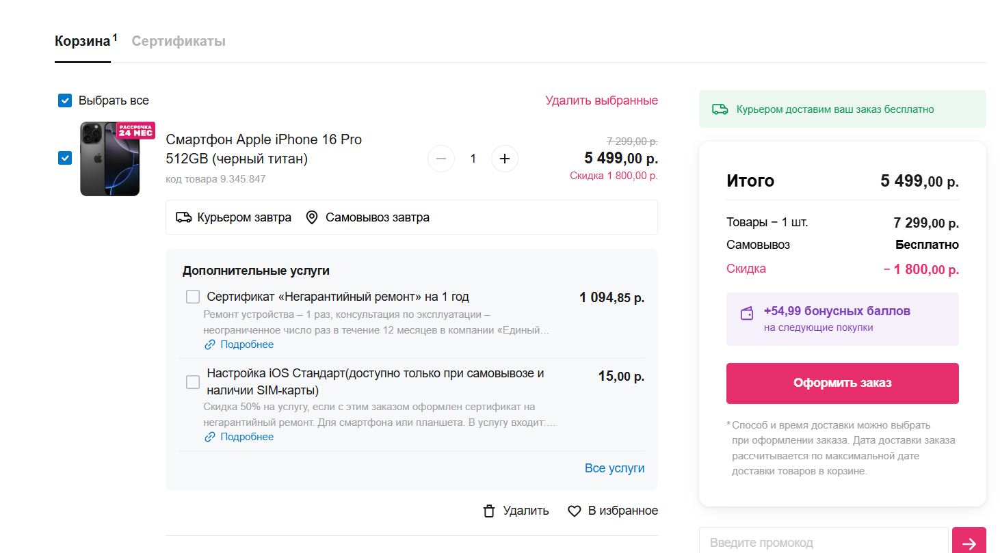 Корзина 1 Сертификаты
Выбрать все
Удалить выбранные
РАССРОЧКА
24 МЕС
Смартфон Apple iPhone 16 Pro
512GB (черный титан)
код товара 9.345.847
1
7 299,00 р.
5 499,00 р.
Скидка 1 800,00 р.
Курьером завтра Самовывоз завтра
Дополнительные услуги
Сертификат «Негарантийный ремонт» на 1 год 1 094,85 р.
Ремонт устройства – 1 раз, консультация по эксплуатации –
неограниченное число раз в течение 12 месяцев в компании «Единый…
Подробнее
Настройка iOS Стандарт(доступно только при самовывозе и
наличии SIM-карты)
15,00 р.
Скидка 50% на услугу, если с этим заказом оформлен сертификат на
негарантийный ремонт. Для смартфона или планшета. В услугу входит:…
Подробнее
Все услуги
Удалить В избранное
Курьером доставим ваш заказ бесплатно
Итого 5 499,00 р.
Товары – 1 шт. 7 299,00 р.
Самовывоз Бесплатно
Скидка – 1 800,00 р.
+54,99 бонусных баллов
на следующие покупки
Оформить заказ
* Способ и время доставки можно выбрать
при оформлении заказа. Дата доставки заказа
рассчитывается по максимальной дате
доставки товаров в корзине.
Введите промокод